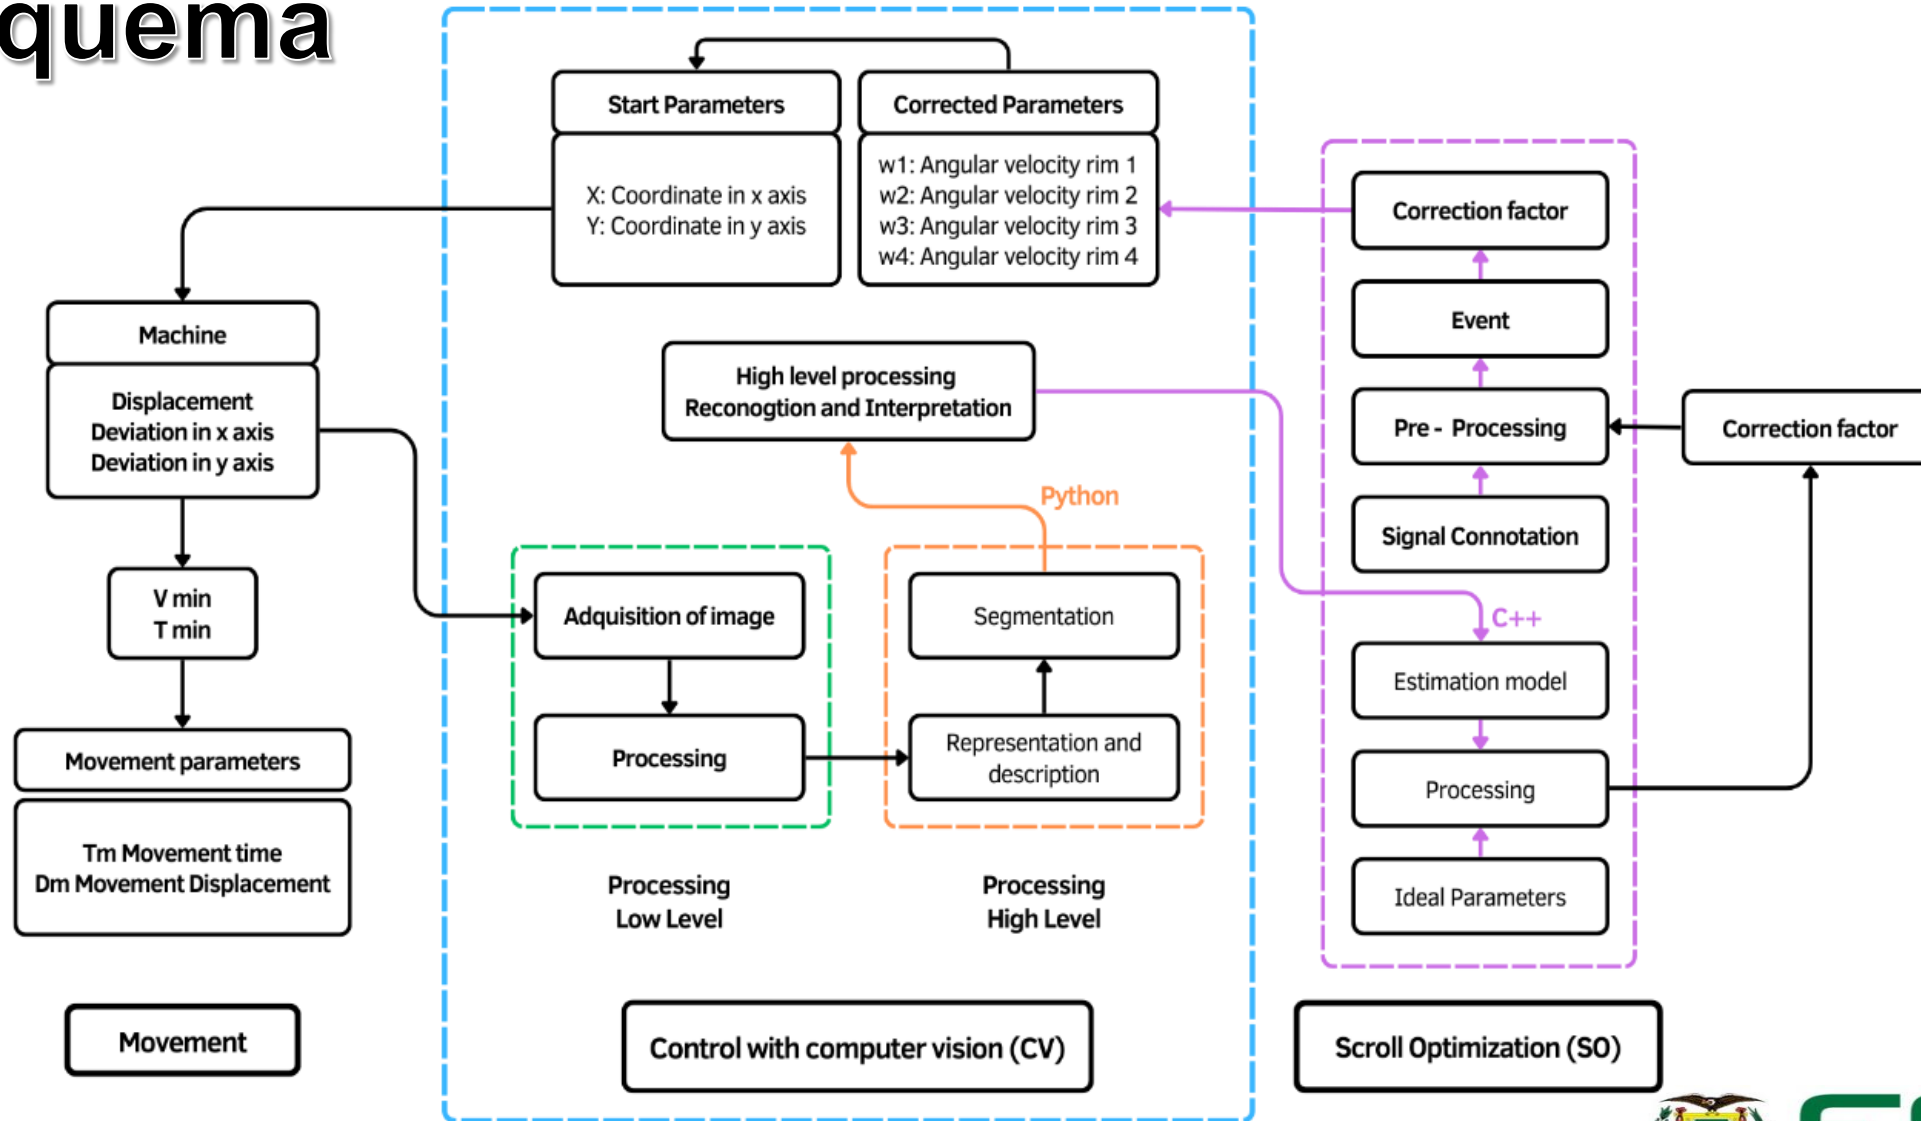 quema
Start Parameters
X: Coordinate in x axis
Y: Coordinate in y axis
Corrected Parameters
w1: Angular velocity rim 1
w2: Angular velocity rim 2
w3: Angular velocity rim 3
w4: Angular velocity rim 4
Machine
Displacement
Deviation in x axis
Deviation in y axis
V min
T min
Movement parameters
Tm Movement time
Dm Movement Displacement
Movement
High level processing
Reconogtion and Interpretation
Python
Adquisition of image
Processing
Segmentation
Representation and
description
Processing
Low Level
Processing
High Level
Control with computer vision (CV)
Correction factor
Event
Pre - Processing
Signal Connotation
C++
Estimation model
Processing
Ideal Parameters
Correction factor
Scroll Optimization (SO)